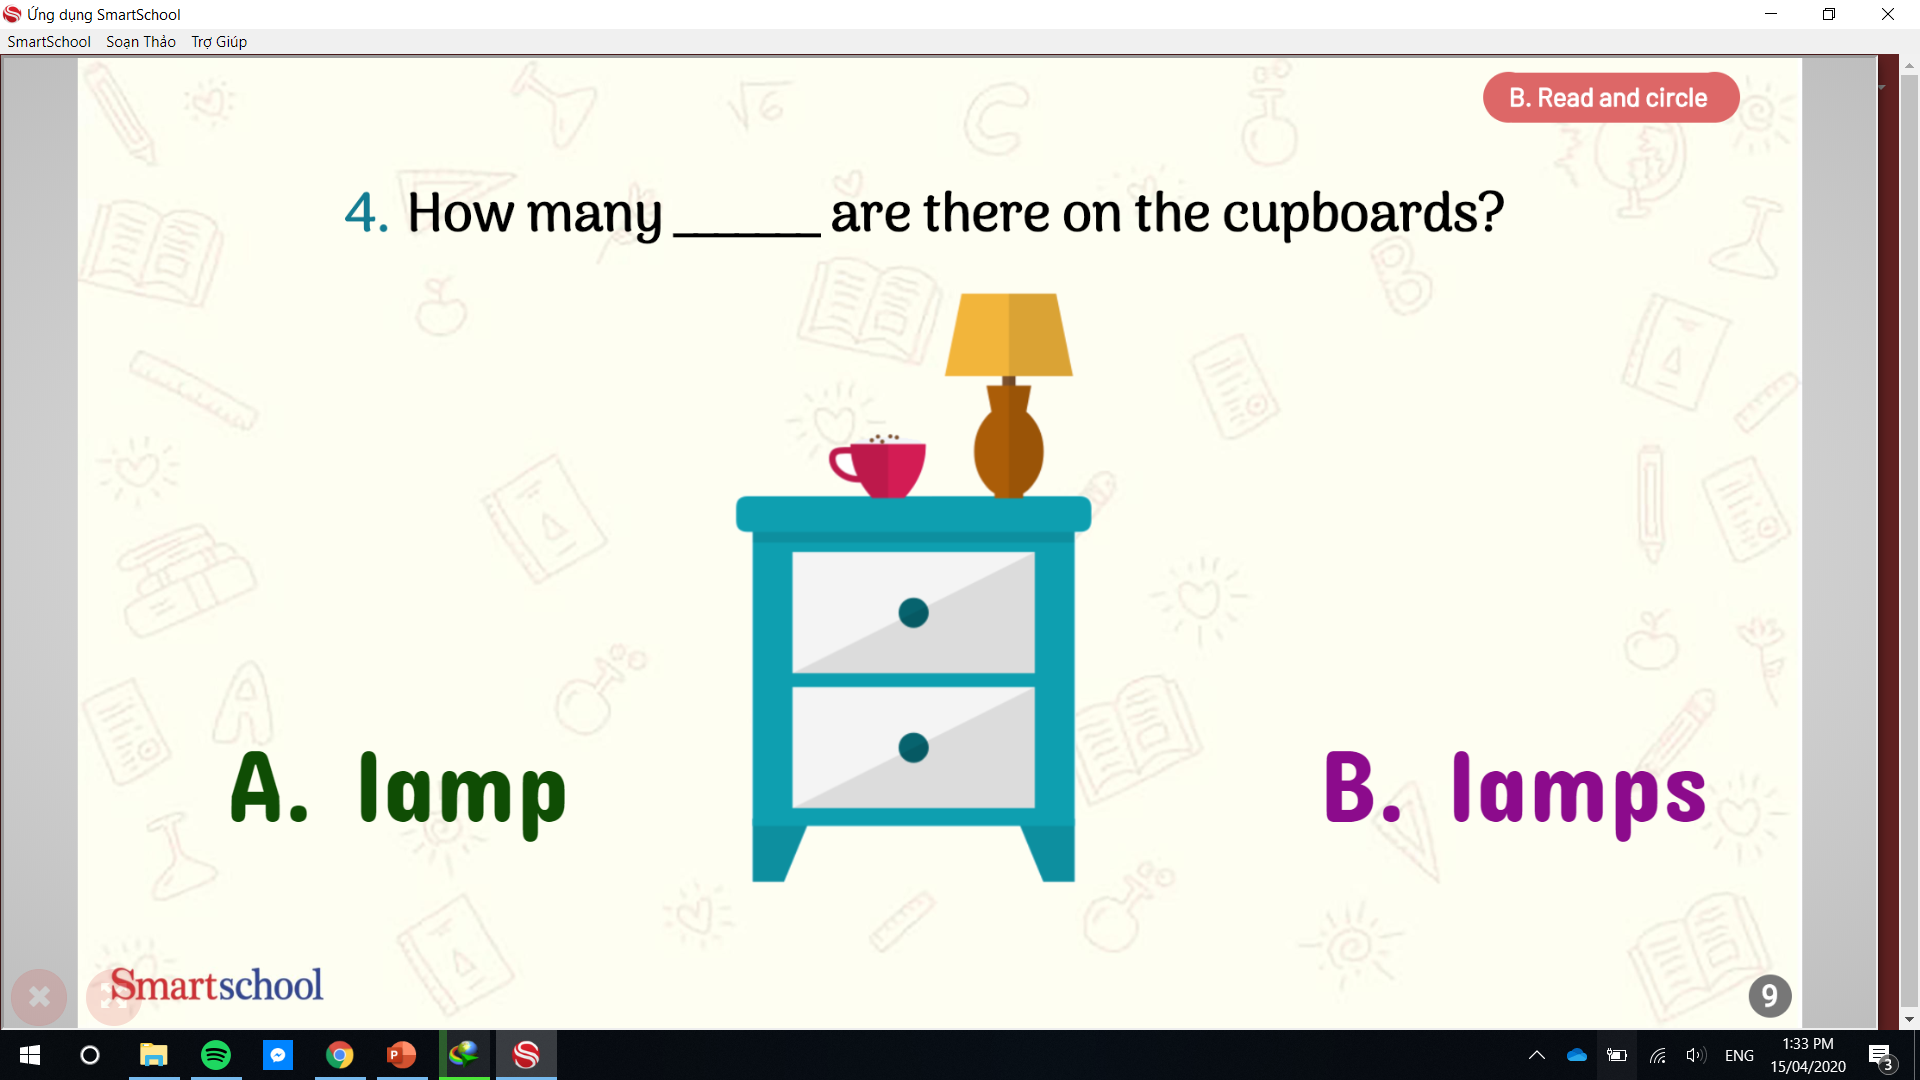 Ứng dụng SmartSchool
SmartSchool Soạn Thảo Trợ Giúp
B. Read and circle
4. How many ______ are there on the cupboards?
A. lamp
B. lamps
Smartschool
9
ENG
1:33 PM
15/04/2020
3